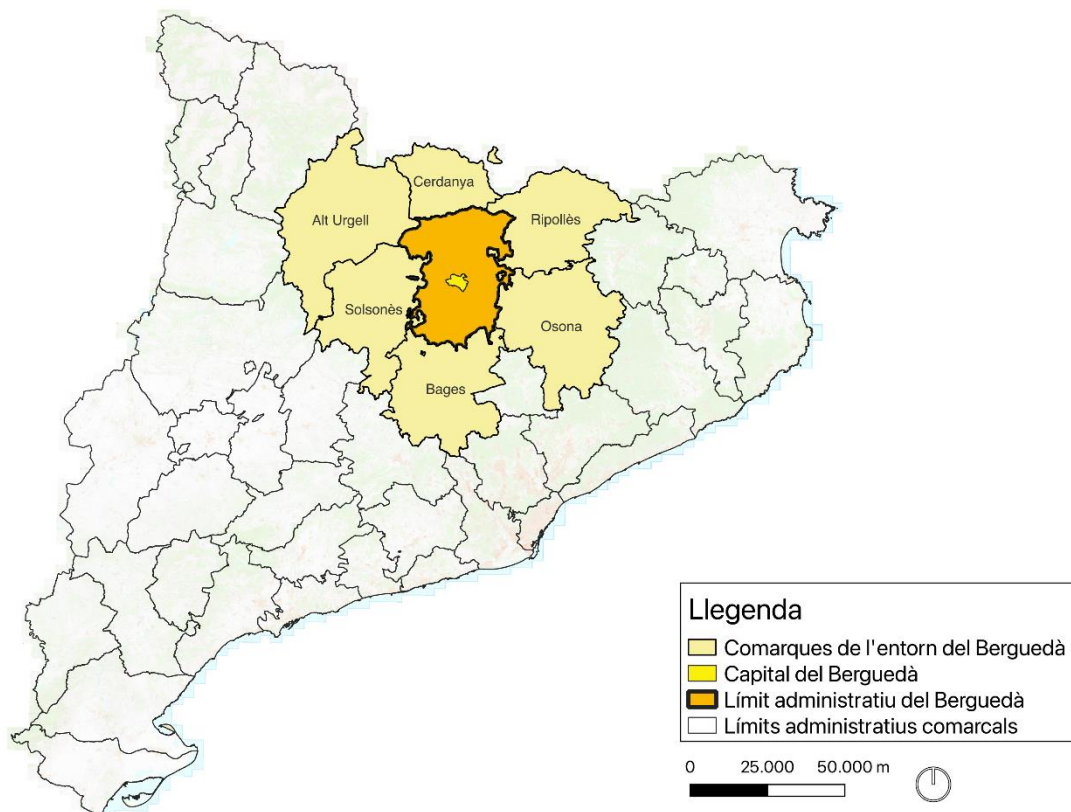 Cerdanya
Alt Urgell
Ripollès
Solsonès
Osona
Bages
Llegenda
Comarques de l'entorn del Berguedà
Capital del Berguedà
Límit administratiu del Berguedà
Límits administratius comarcals
0 25.000 50.000 m